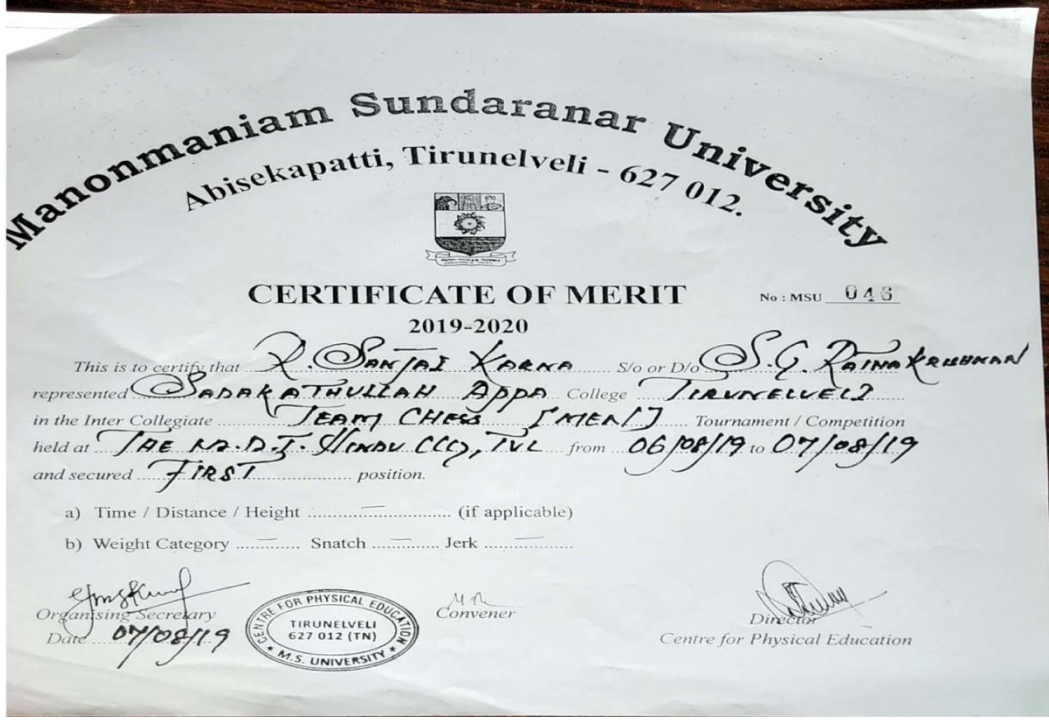 Manonmaniam Sundaranar University
Abisekapatti, Tirunelveli - 627 012.
CERTIFICATE OF MERIT
No : MSU 043
2019-2020
This is to certify that R. SANJAI KARNA S/o or D/o S.G. RATNA KRISHNAN
represented SADAKATHULLAH APPA College TIRUNELVELI
in the Inter Collegiate TEAM CHESS [MEN] Tournament / Competition
held at THE M.D.T. HINDU CLG, TVL from 06/08/19 to 07/08/19
and secured FIRST position.
a) Time / Distance / Height — (if applicable)
b) Weight Category — Snatch — Jerk —
Organising Secretary
Date 07/08/19
CENTRE FOR PHYSICAL EDUCATION
TIRUNELVELI
627 012 (TN)
* M.S. UNIVERSITY *
Convener
Director
Centre for Physical Education